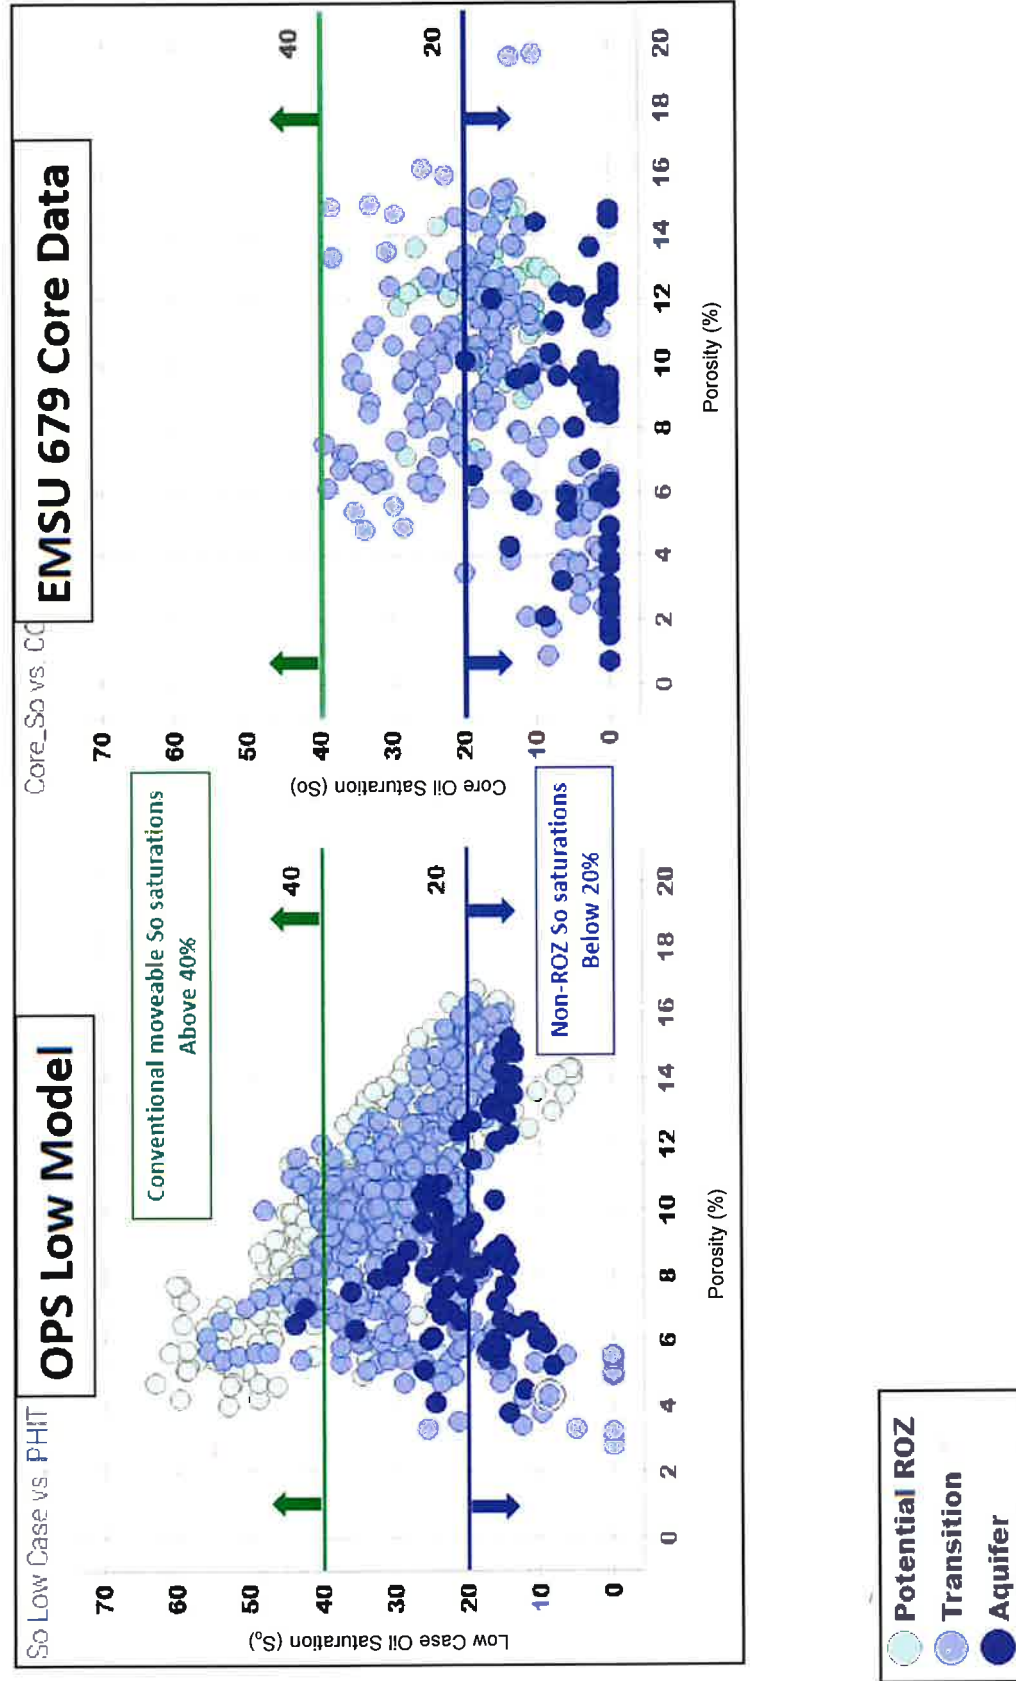 So Low Case vs. PHIT
OPS Low Model
Low Case Oil Saturation (So)
70
60
50
40
30
20
10
0
40
20
0
2
4
6
8
10
12
14
16
18
20
Porosity (%)
Conventional moveable So saturations
Above 40%
Non-ROZ So saturations
Below 20%
Core_So vs.
EMSU 679 Core Data
Core Oil Saturation (So)
70
60
50
40
30
20
10
0
40
20
0
2
4
6
8
10
12
14
16
18
20
Porosity (%)
Potential ROZ
Transition
Aquifer